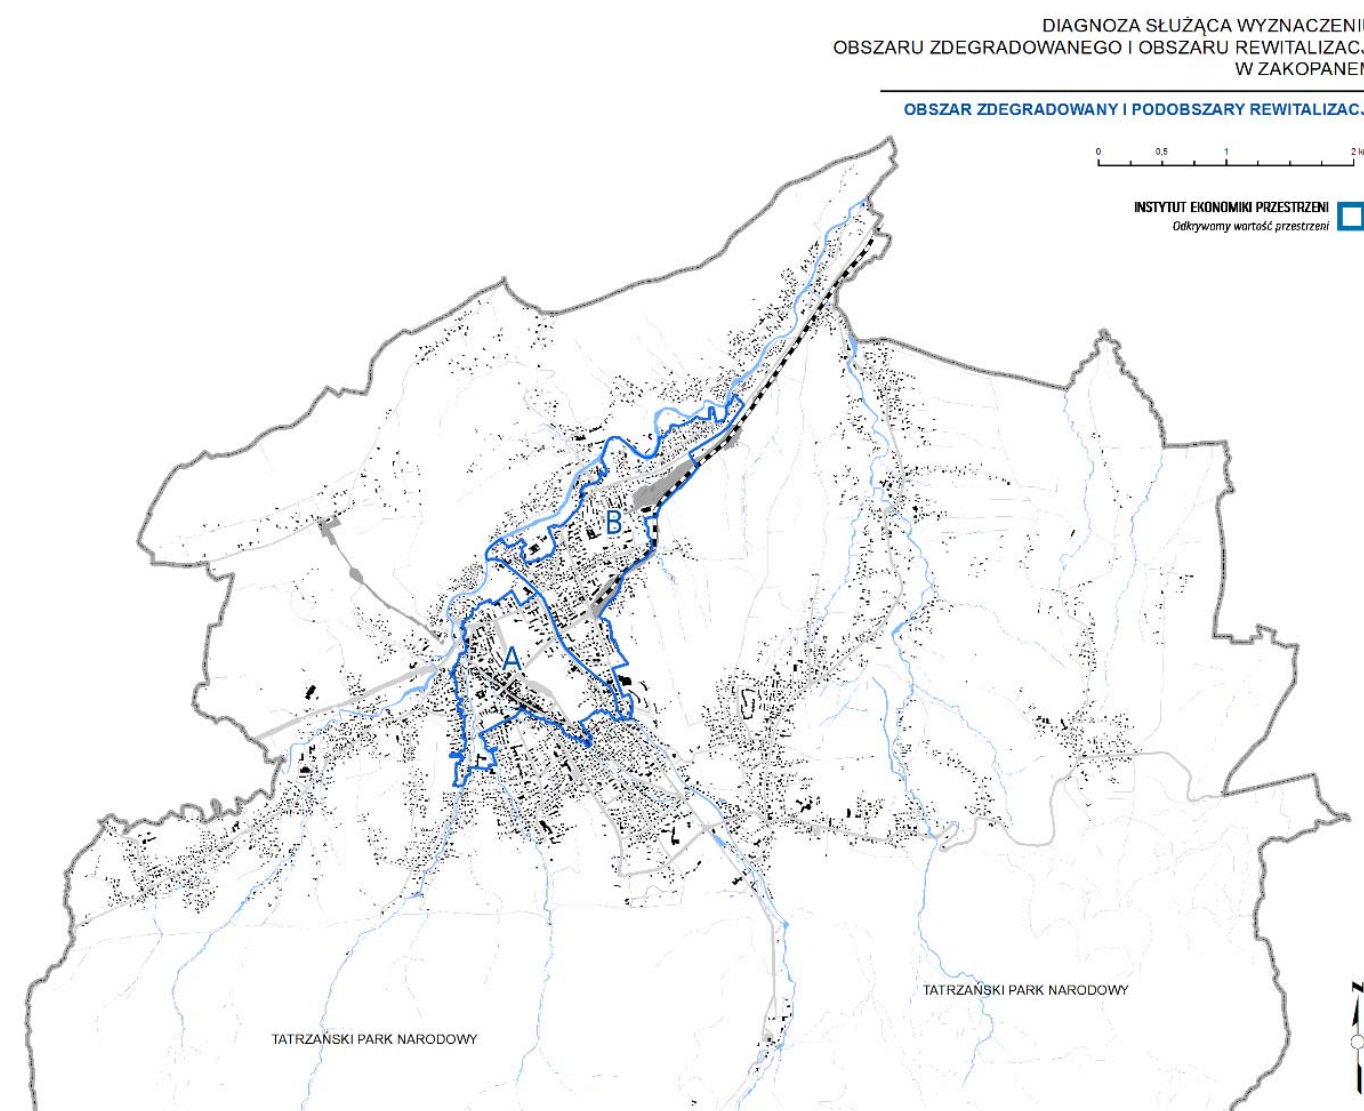 DIAGNOZA SŁUŻĄCA WYZNACZENI
OBSZARU ZDEGRADOWANEGO I OBSZARU REWITALIZAC
W ZAKOPANE
OBSZAR ZDEGRADOWANY I PODOBSZARY REWITALIZAC
0 0,5 1 2 k
INSTYTUT EKONOMIKI PRZESTRZENI
Odkrywamy wartość przestrzeni
B
A
TATRZAŃSKI PARK NARODOWY
TATRZAŃSKI PARK NARODOWY
Z